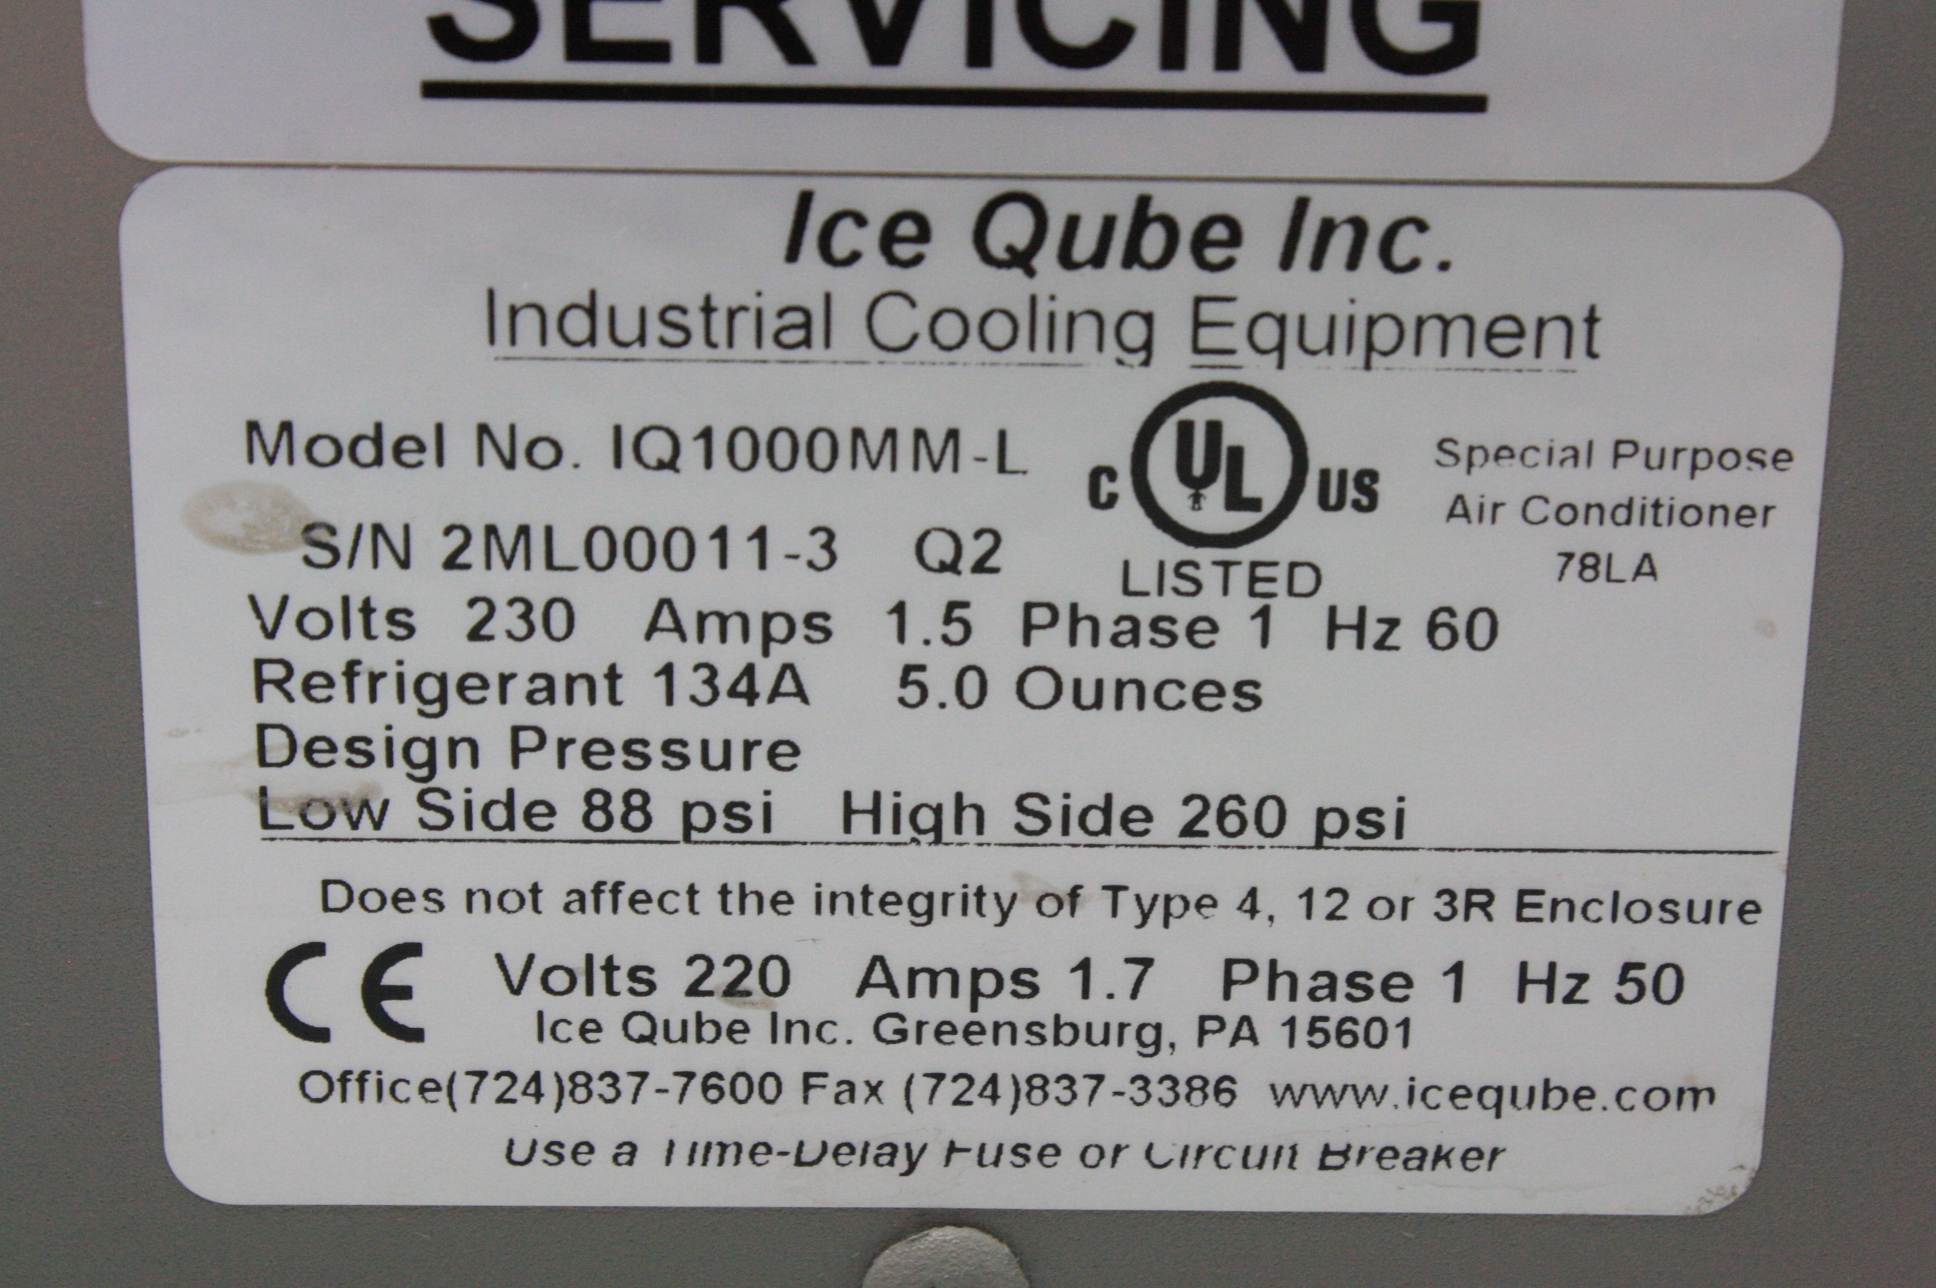 SERVICING
Ice Qube Inc.
Industrial Cooling Equipment
Model No. IQ1000MM-L
C UL US
LISTED
Special Purpose
Air Conditioner
78LA
S/N 2ML00011-3 Q2
Volts 230 Amps 1.5 Phase 1 Hz 60
Refrigerant 134A 5.0 Ounces
Design Pressure
Low Side 88 psi High Side 260 psi
Does not affect the integrity of Type 4, 12 or 3R Enclosure
CE Volts 220 Amps 1.7 Phase 1 Hz 50
Ice Qube Inc. Greensburg, PA 15601
Office(724)837-7600 Fax (724)837-3386 www.iceqube.com
Use a Time-Delay Fuse or Circuit Breaker